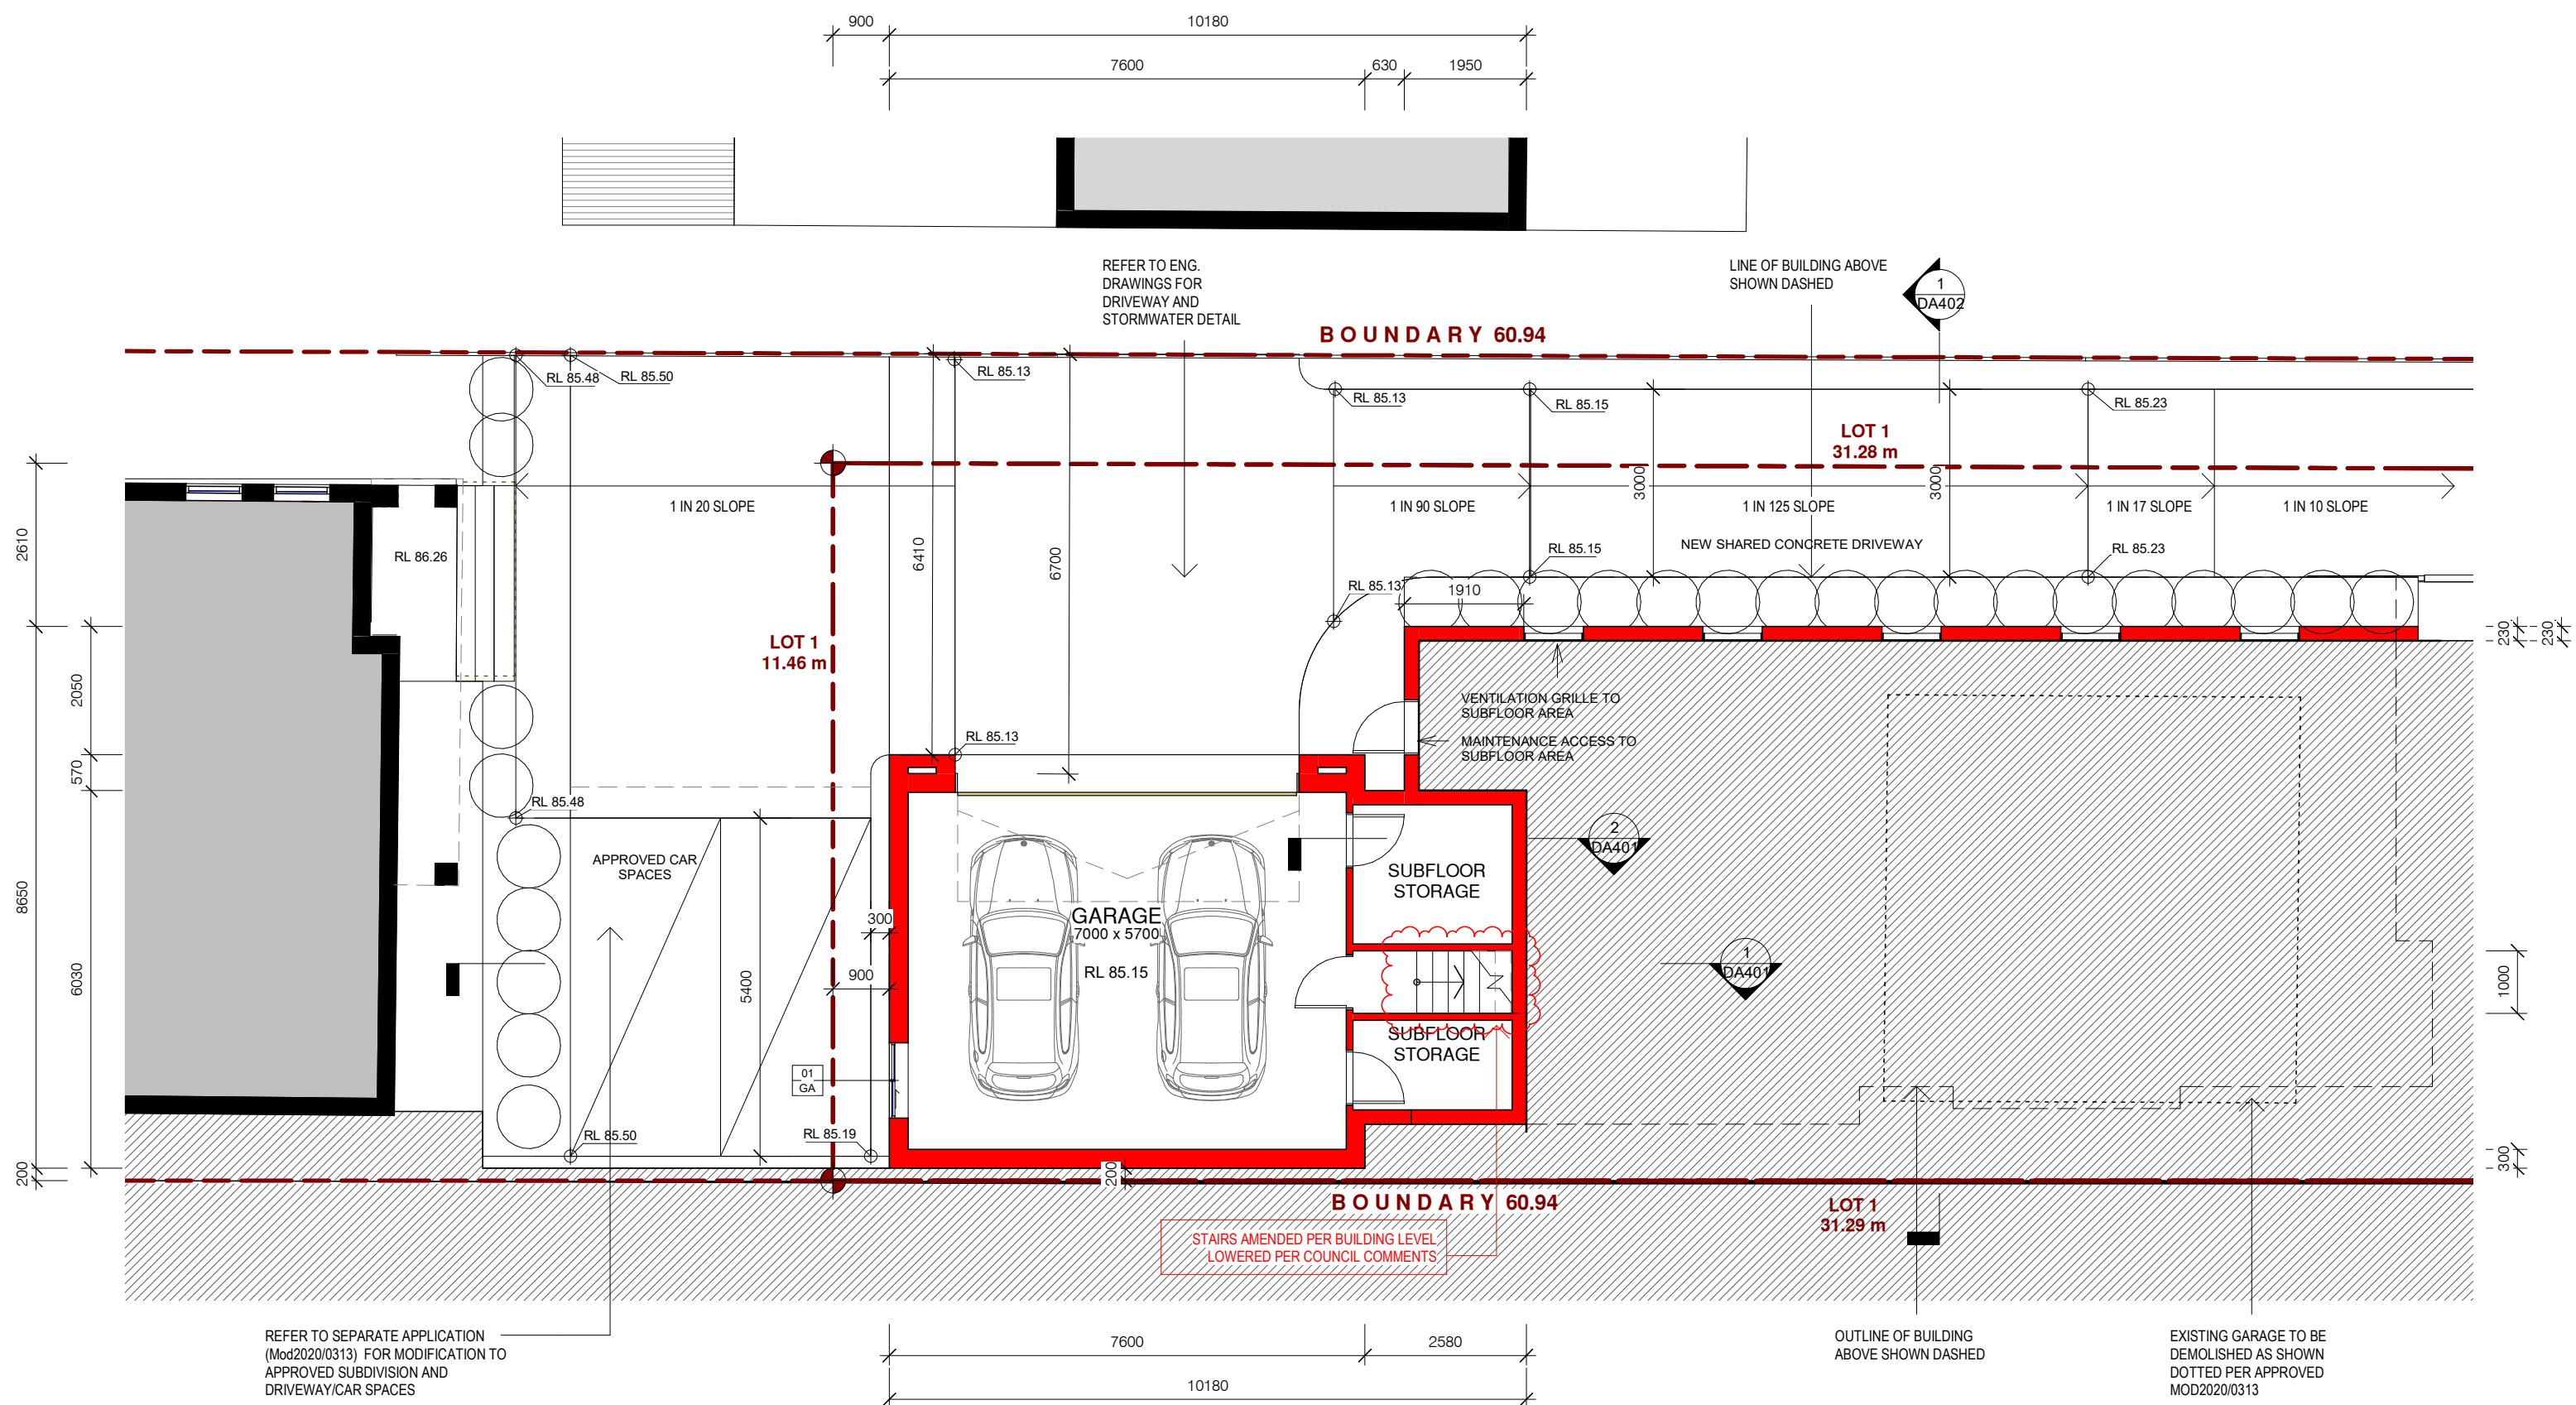 900
10180
7600
630
1950
REFER TO ENG.
DRAWINGS FOR
DRIVEWAY AND
STORMWATER DETAIL
LINE OF BUILDING ABOVE
SHOWN DASHED
1
DA402
BOUNDARY 60.94
RL 85.48
RL 85.50
RL 85.13
RL 85.13
RL 85.15
RL 85.23
LOT 1
31.28 m
2610
1 IN 20 SLOPE
1 IN 90 SLOPE
3000
1 IN 125 SLOPE
3000
1 IN 17 SLOPE
1 IN 10 SLOPE
RL 86.26
6410
6700
RL 85.15
NEW SHARED CONCRETE DRIVEWAY
RL 85.23
RL 85.13
1910
LOT 1
11.46 m
230
230
2050
VENTILATION GRILLE TO
SUBFLOOR AREA
MAINTENANCE ACCESS TO
SUBFLOOR AREA
RL 85.13
570
RL 85.48
8650
APPROVED CAR
SPACES
SUBFLOOR
STORAGE
2
DA401
300
GARAGE
7000 x 5700
RL 85.15
900
5400
6030
1
DA401
1000
SUBFLOOR
STORAGE
01
GA
RL 85.50
RL 85.19
200
200
300
BOUNDARY 60.94
LOT 1
31.29 m
STAIRS AMENDED PER BUILDING LEVEL
LOWERED PER COUNCIL COMMENTS
REFER TO SEPARATE APPLICATION
(Mod2020/0313) FOR MODIFICATION TO
APPROVED SUBDIVISION AND
DRIVEWAY/CAR SPACES
7600
2580
10180
OUTLINE OF BUILDING
ABOVE SHOWN DASHED
EXISTING GARAGE TO BE
DEMOLISHED AS SHOWN
DOTTED PER APPROVED
MOD2020/0313